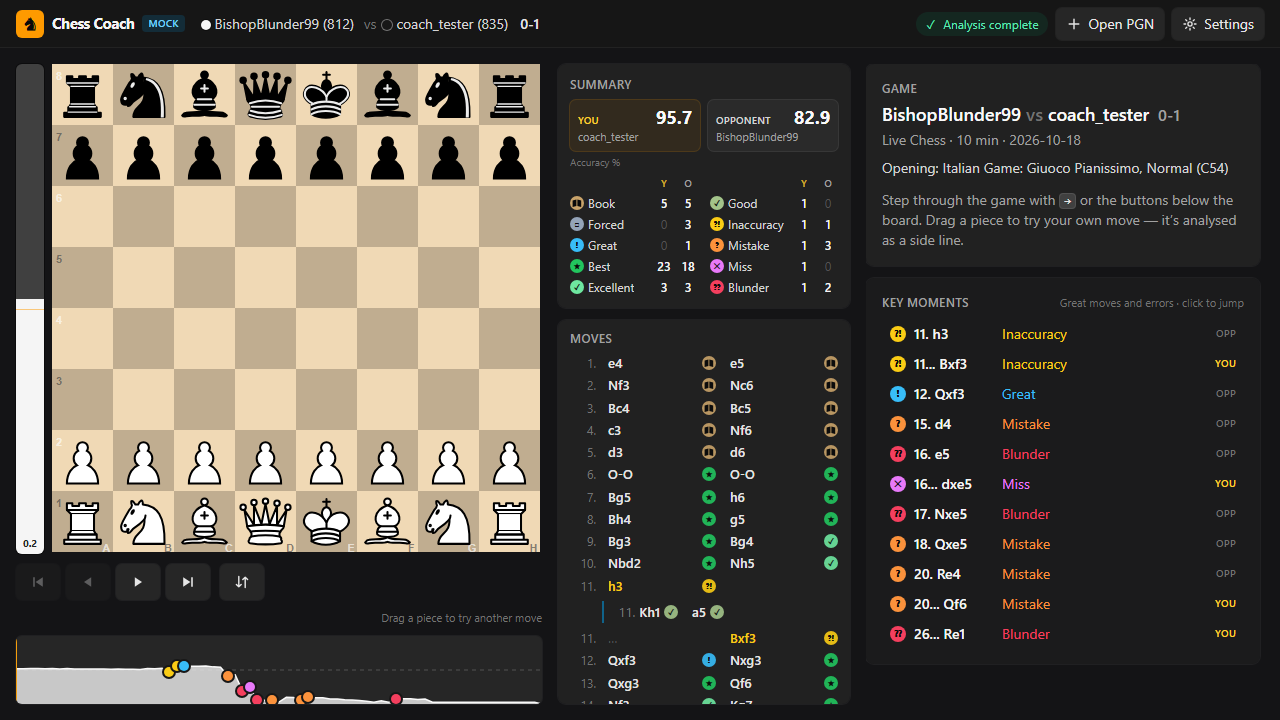 Chess Coach MOCK BishopBlunder99 (812) vs coach_tester (835) 0-1
✓ Analysis complete + Open PGN Settings
8
7
6
5
4
3
2
1
A B C D E F G H
0.2
Drag a piece to try another move
SUMMARY
YOU 95.7
coach_tester
OPPONENT 82.9
BishopBlunder99
Accuracy %
Y O Y O
Book 5 5 Good 1 0
Forced 0 3 Inaccuracy 1 1
Great 0 1 Mistake 1 3
Best 23 18 Miss 1 0
Excellent 3 3 Blunder 1 2
MOVES
1. e4 e5
2. Nf3 Nc6
3. Bc4 Bc5
4. c3 Nf6
5. d3 d6
6. O-O O-O
7. Bg5 h6
8. Bh4 g5
9. Bg3 Bg4
10. Nbd2 Nh5
11. h3 ?!
11. Kh1 a5
11. ... Bxf3 ?!
12. Qxf3 ! Nxg3
13. Qxg3 Qf6
GAME
BishopBlunder99 vs coach_tester 0-1
Live Chess · 10 min · 2026-10-18
Opening: Italian Game: Giuoco Pianissimo, Normal (C54)
Step through the game with → or the buttons below the
board. Drag a piece to try your own move — it's analysed
as a side line.
KEY MOMENTS Great moves and errors · click to jump
?! 11. h3 Inaccuracy OPP
?! 11... Bxf3 Inaccuracy YOU
! 12. Qxf3 Great OPP
? 15. d4 Mistake OPP
?? 16. e5 Blunder OPP
16... dxe5 Miss YOU
?? 17. Nxe5 Blunder OPP
? 18. Qxe5 Mistake OPP
? 20. Re4 Mistake OPP
? 20... Qf6 Mistake YOU
?? 26... Re1 Blunder YOU